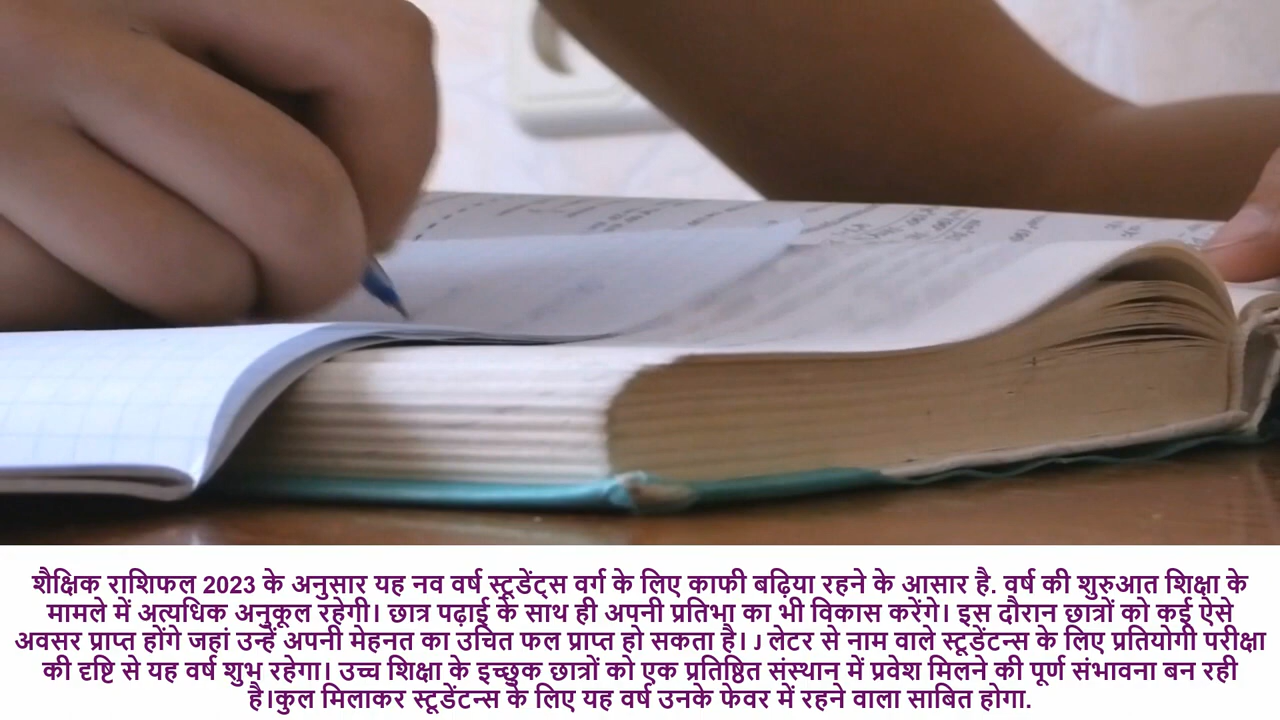 शैक्षिक राशिफल 2023 के अनुसार यह नव वर्ष स्टूडेंट्स वर्ग के लिए काफी बढ़िया रहने के आसार है. वर्ष की शुरुआत शिक्षा के
मामले में अत्यधिक अनुकूल रहेगी। छात्र पढ़ाई के साथ ही अपनी प्रतिभा का भी विकास करेंगे। इस दौरान छात्रों को कई ऐसे
अवसर प्राप्त होंगे जहां उन्हें अपनी मेहनत का उचित फल प्राप्त हो सकता है। J लेटर से नाम वाले स्टूडेंटन्स के लिए प्रतियोगी परीक्षा
की दृष्टि से यह वर्ष शुभ रहेगा। उच्च शिक्षा के इच्छुक छात्रों को एक प्रतिष्ठित संस्थान में प्रवेश मिलने की पूर्ण संभावना बन रही
है।कुल मिलाकर स्टूडेंटन्स के लिए यह वर्ष उनके फेवर में रहने वाला साबित होगा.